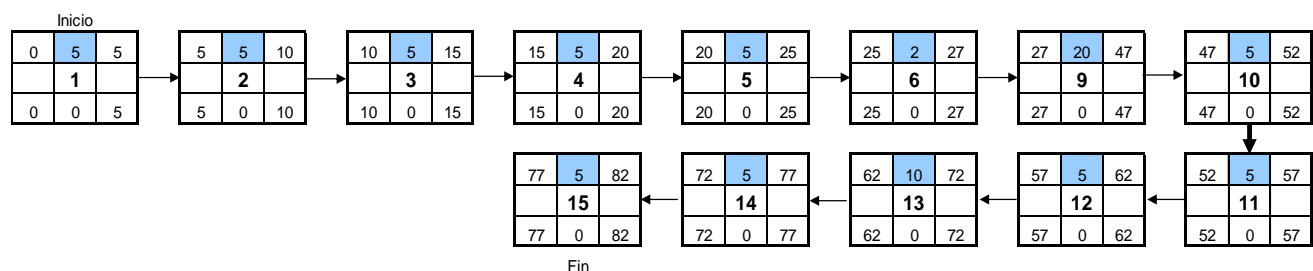 Inicio
0 5 5 5 5 10 10 5 15 15 5 20 20 5 25 25 2 27 27 20 47 47 5 52
1 2 3 4 5 6 9 10
0 0 5 5 0 10 10 0 15 15 0 20 20 0 25 25 0 27 27 0 47 47 0 52
77 5 82 72 5 77 62 10 72 57 5 62 52 5 57
15 14 13 12 11
77 0 82 72 0 77 62 0 72 57 0 62 52 0 57
Fin